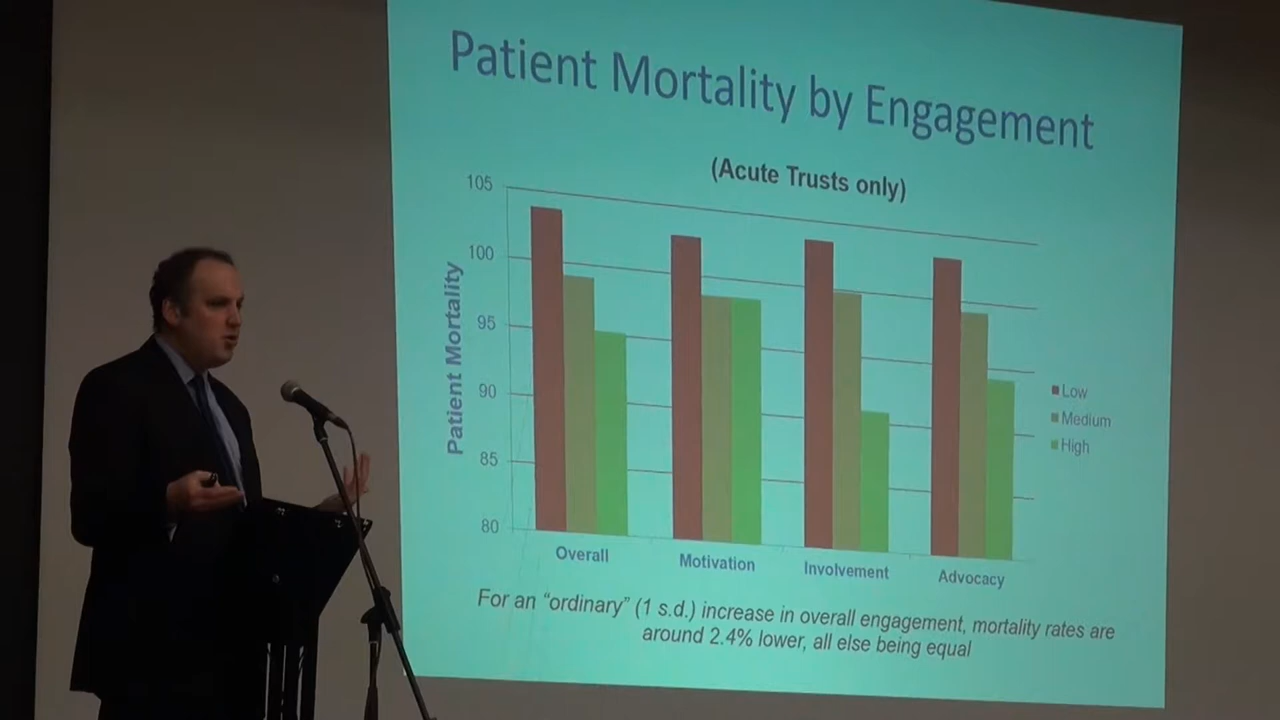 Patient Mortality by Engagement
(Acute Trusts only)
Patient Mortality
105
100
95
90
85
80
Overall
Motivation
Involvement
Advocacy
Low
Medium
High
For an “ordinary” (1 s.d.) increase in overall engagement, mortality rates are
around 2.4% lower, all else being equal